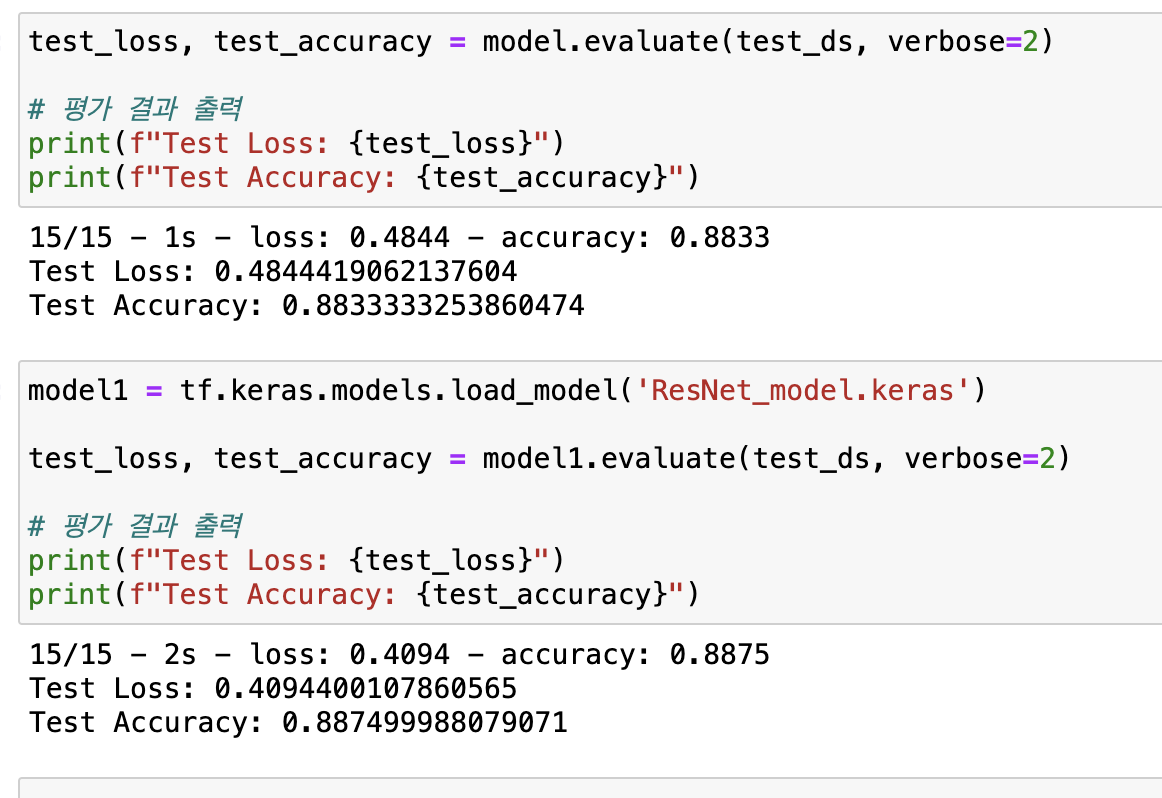 test_loss, test_accuracy = model.evaluate(test_ds, verbose=2)
# 평가 결과 출력
print(f"Test Loss: {test_loss}")
print(f"Test Accuracy: {test_accuracy}")
15/15 - 1s - loss: 0.4844 - accuracy: 0.8833
Test Loss: 0.4844419062137604
Test Accuracy: 0.8833333253860474
model1 = tf.keras.models.load_model('ResNet_model.keras')
test_loss, test_accuracy = model1.evaluate(test_ds, verbose=2)
# 평가 결과 출력
print(f"Test Loss: {test_loss}")
print(f"Test Accuracy: {test_accuracy}")
15/15 - 2s - loss: 0.4094 - accuracy: 0.8875
Test Loss: 0.4094400107860565
Test Accuracy: 0.887499988079071